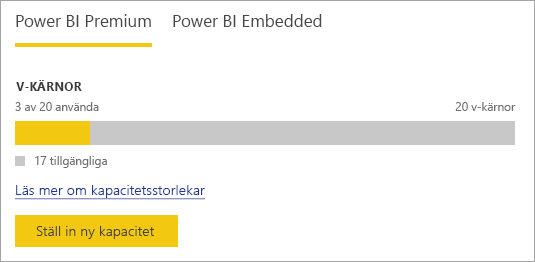 Power BI Premium Power BI Embedded
V-KÄRNOR
3 av 20 använda 20 v-kärnor
17 tillgängliga
Läs mer om kapacitetsstorlekar
Ställ in ny kapacitet